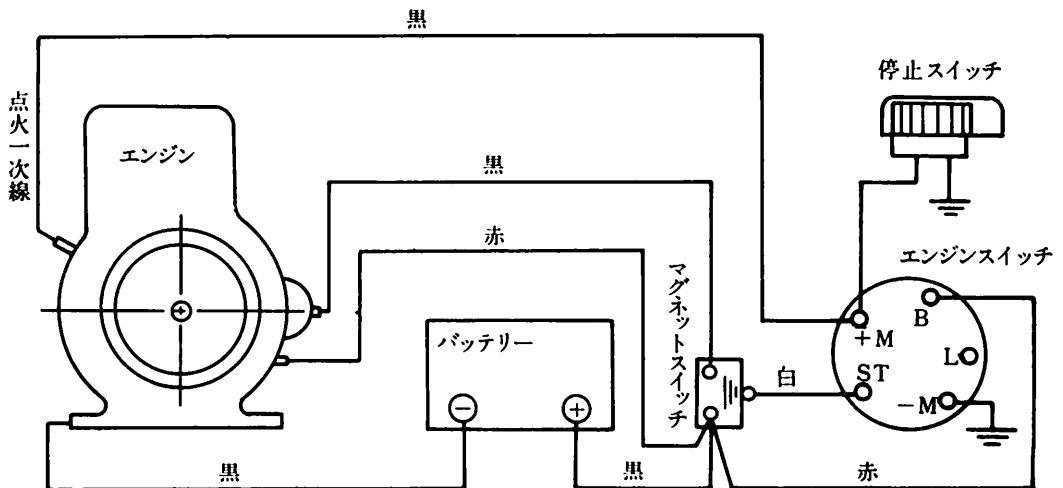 黒
停止スイッチ
点火一次線
エンジン
黒
赤
エンジンスイッチ
マグネットスイッチ
B
+M
バッテリー
L
白
ST
-M
黒
黒
赤